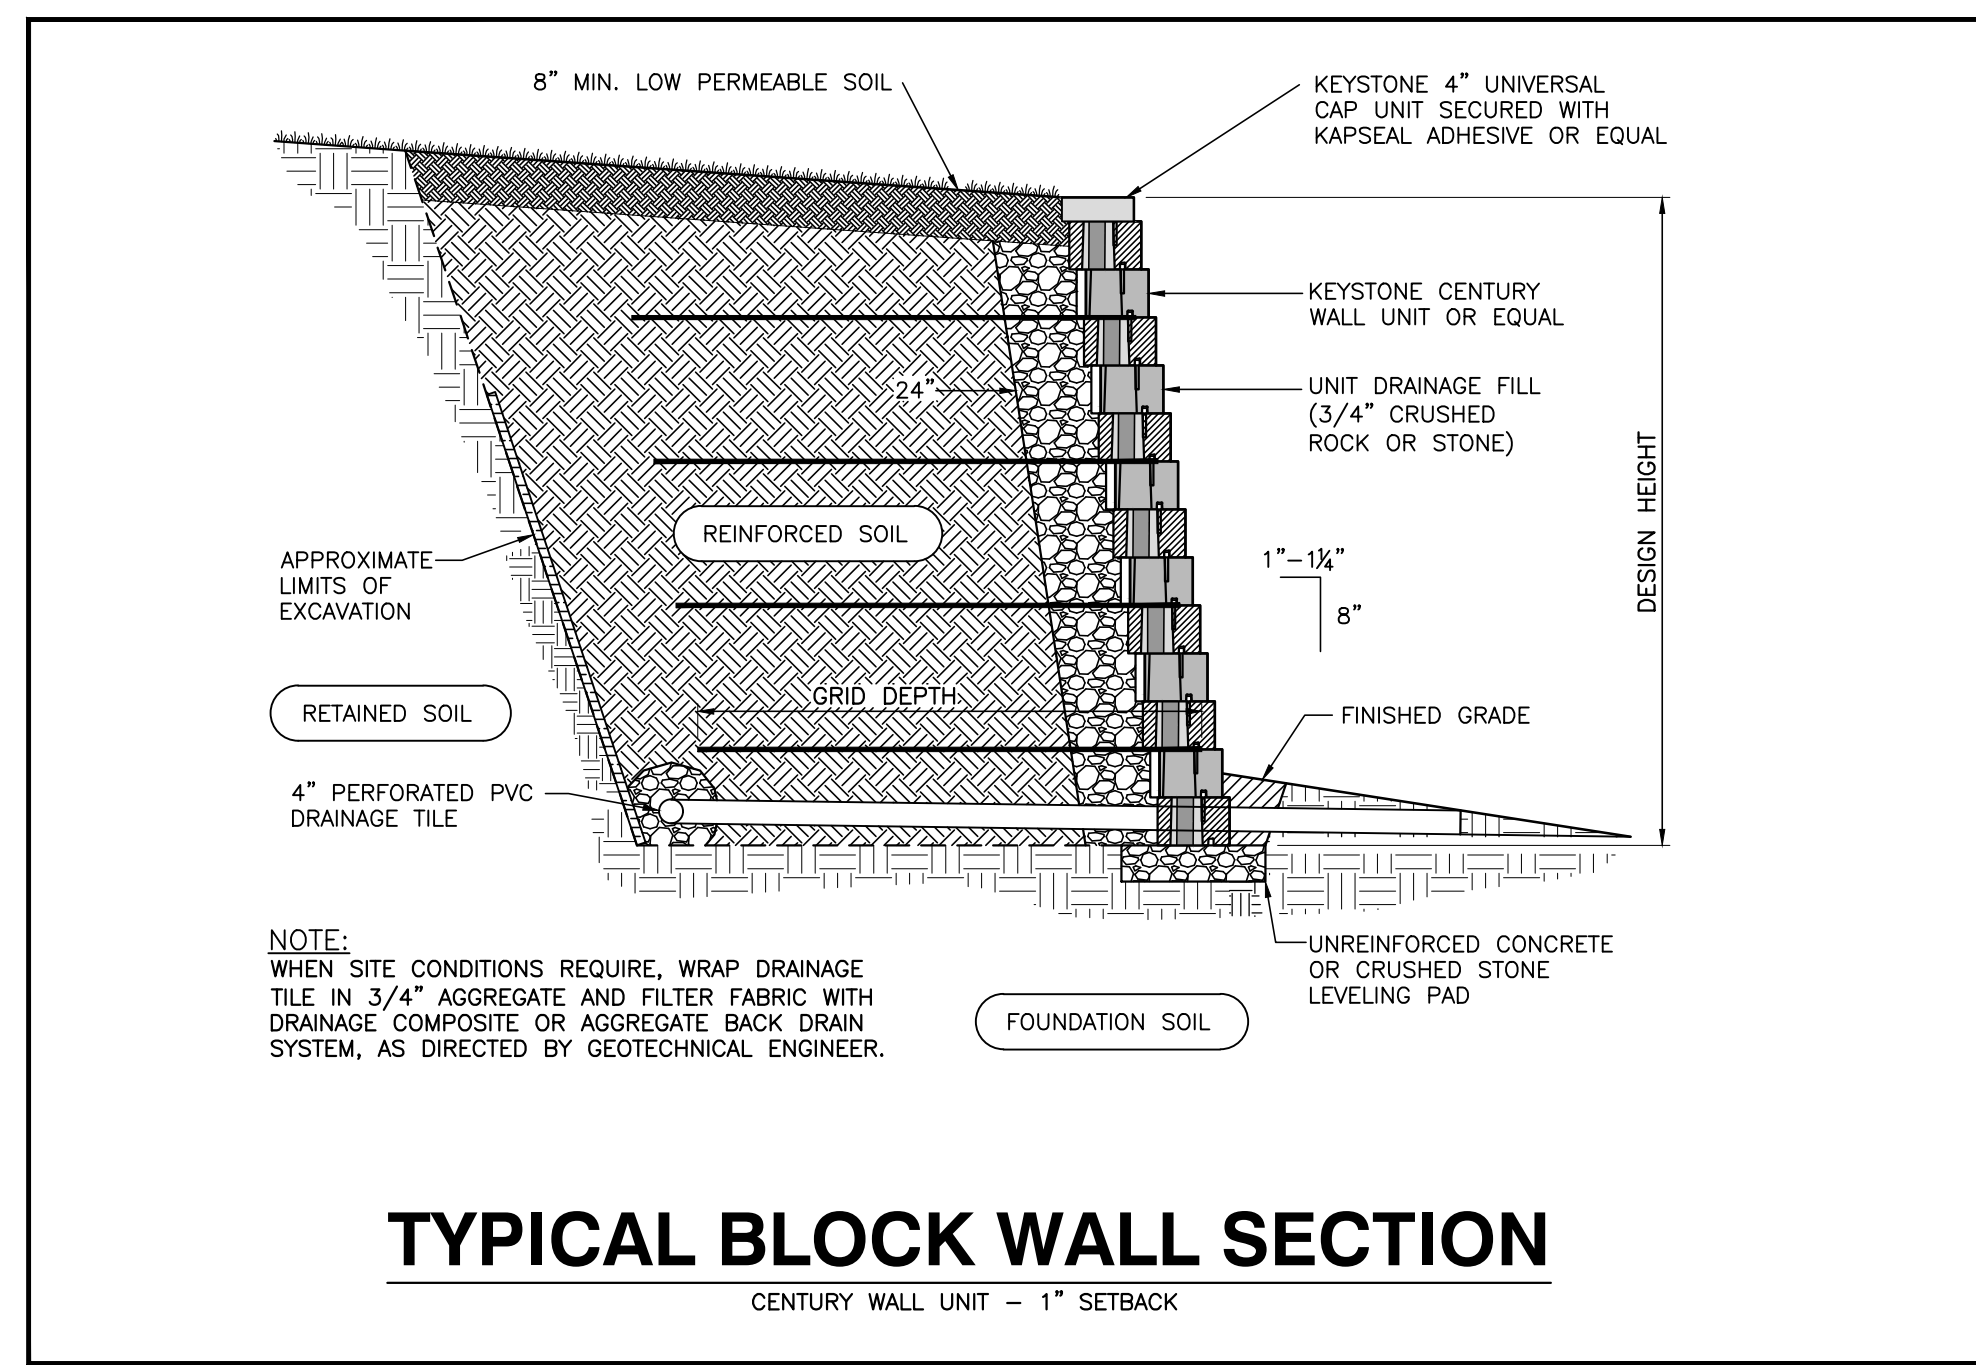 8” MIN. LOW PERMEABLE SOIL
KEYSTONE 4” UNIVERSAL
CAP UNIT SECURED WITH
KAPSEAL ADHESIVE OR EQUAL
KEYSTONE CENTURY
WALL UNIT OR EQUAL
24”
UNIT DRAINAGE FILL
(3/4” CRUSHED
ROCK OR STONE)
DESIGN HEIGHT
REINFORCED SOIL
APPROXIMATE
LIMITS OF
EXCAVATION
1”–1¼”
8”
RETAINED SOIL
GRID DEPTH
FINISHED GRADE
4” PERFORATED PVC
DRAINAGE TILE
UNREINFORCED CONCRETE
OR CRUSHED STONE
LEVELING PAD
NOTE:
WHEN SITE CONDITIONS REQUIRE, WRAP DRAINAGE
TILE IN 3/4” AGGREGATE AND FILTER FABRIC WITH
DRAINAGE COMPOSITE OR AGGREGATE BACK DRAIN
SYSTEM, AS DIRECTED BY GEOTECHNICAL ENGINEER.
FOUNDATION SOIL
TYPICAL BLOCK WALL SECTION
CENTURY WALL UNIT – 1” SETBACK